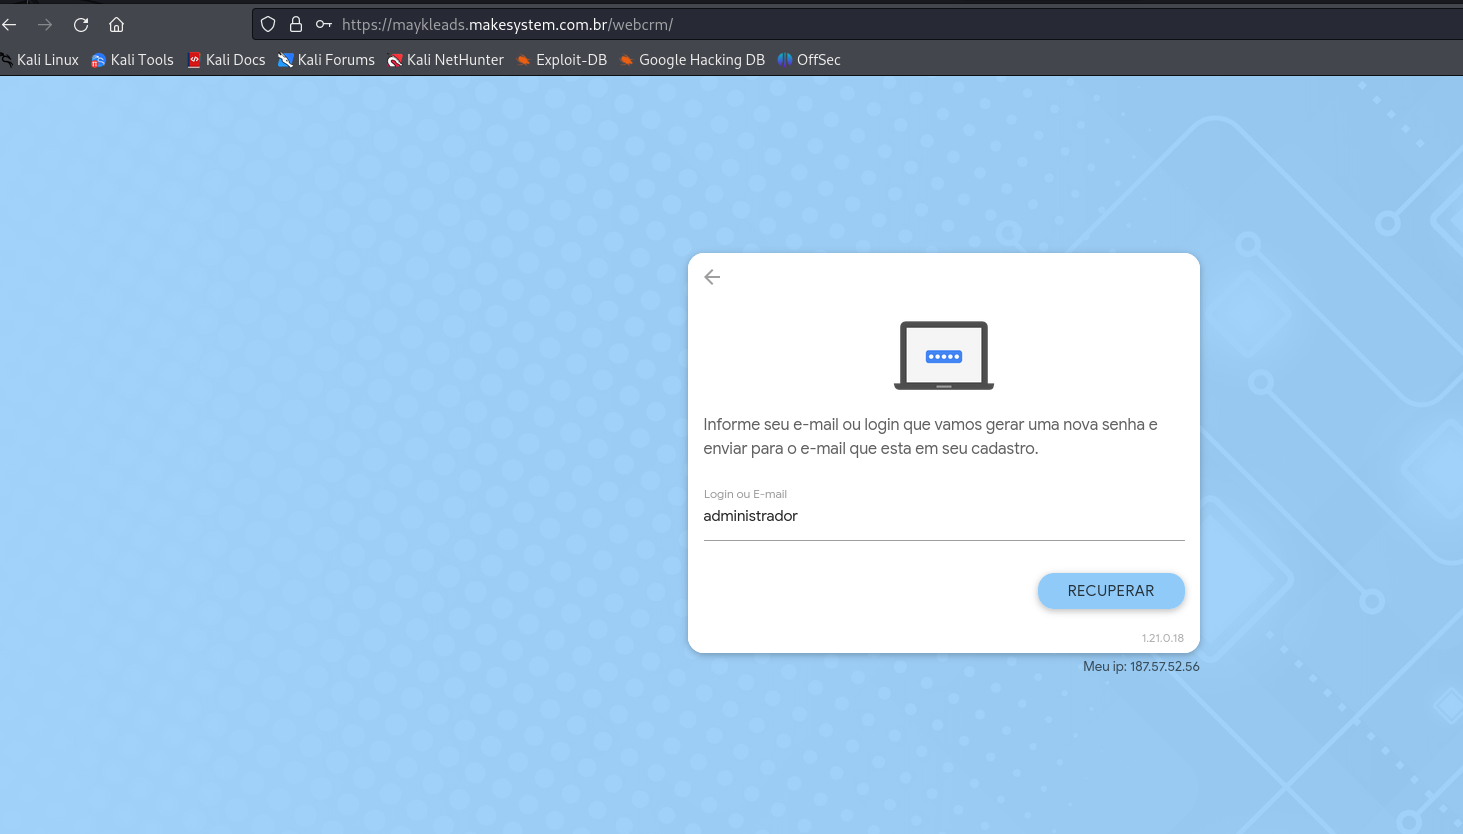 https://maykleads.makesystem.com.br/webcrm/
Kali Linux Kali Tools Kali Docs Kali Forums Kali NetHunter Exploit-DB Google Hacking DB OffSec
Informe seu e-mail ou login que vamos gerar uma nova senha e
enviar para o e-mail que esta em seu cadastro.
Login ou E-mail
administrador
RECUPERAR
1.21.0.18
Meu ip: 187.57.52.56